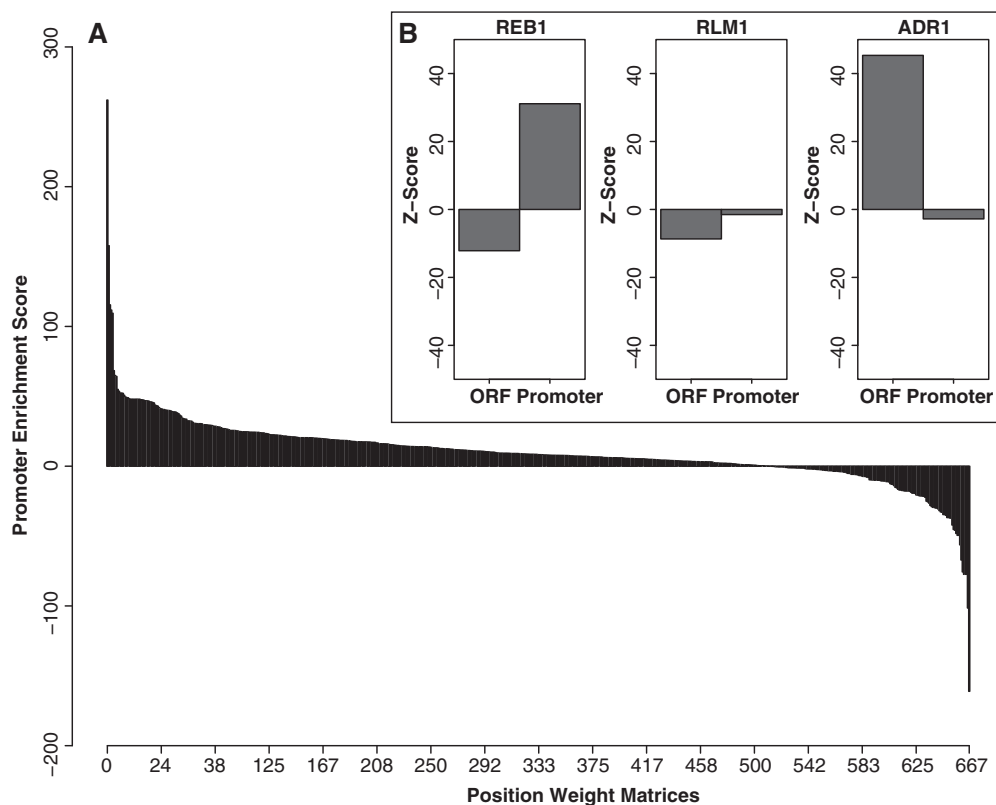 A
B
REB1
RLM1
ADR1
300
200
100
0
−100
−200
Promoter Enrichment Score
40
20
0
−20
−40
Z−Score
ORF Promoter
40
20
0
−20
−40
Z−Score
ORF Promoter
40
20
0
−20
−40
Z−Score
ORF Promoter
0 24 38 125 167 208 250 292 333 375 417 458 500 542 583 625 667
Position Weight Matrices